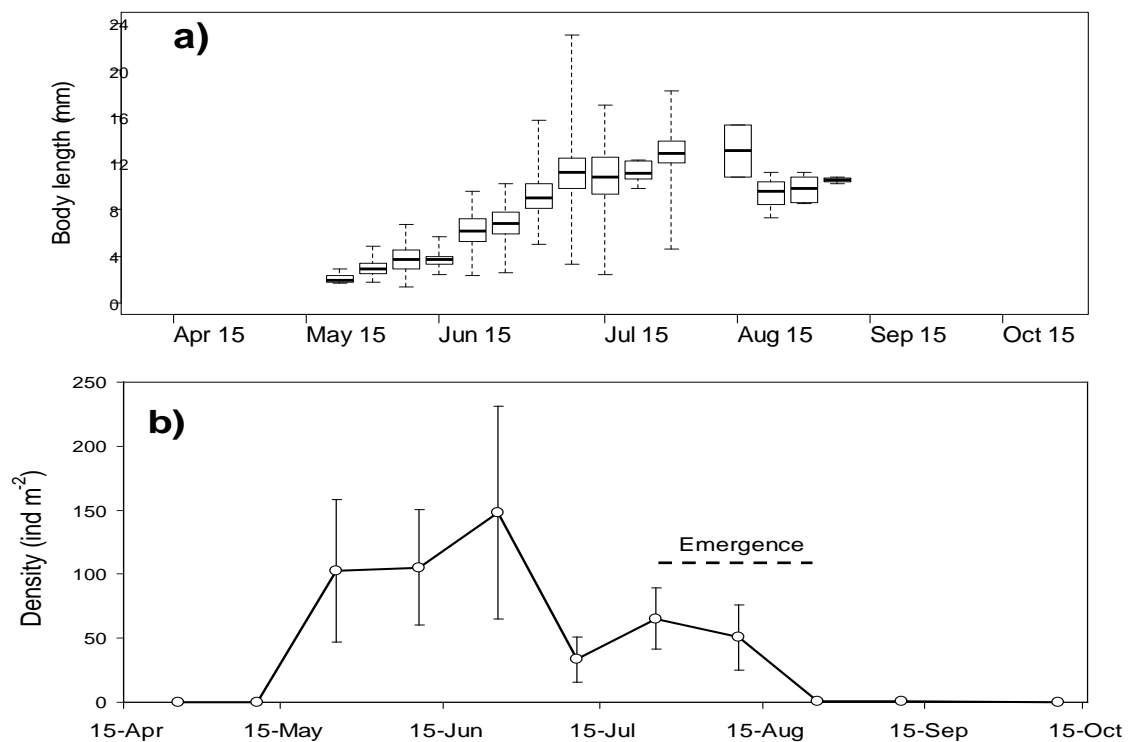 a)
Body length (mm)
24
20
16
12
8
4
0
Apr 15 May 15 Jun 15 Jul 15 Aug 15 Sep 15 Oct 15
b)
Density (ind m-2)
250
200
150
100
50
0
Emergence
15-Apr 15-May 15-Jun 15-Jul 15-Aug 15-Sep 15-Oct